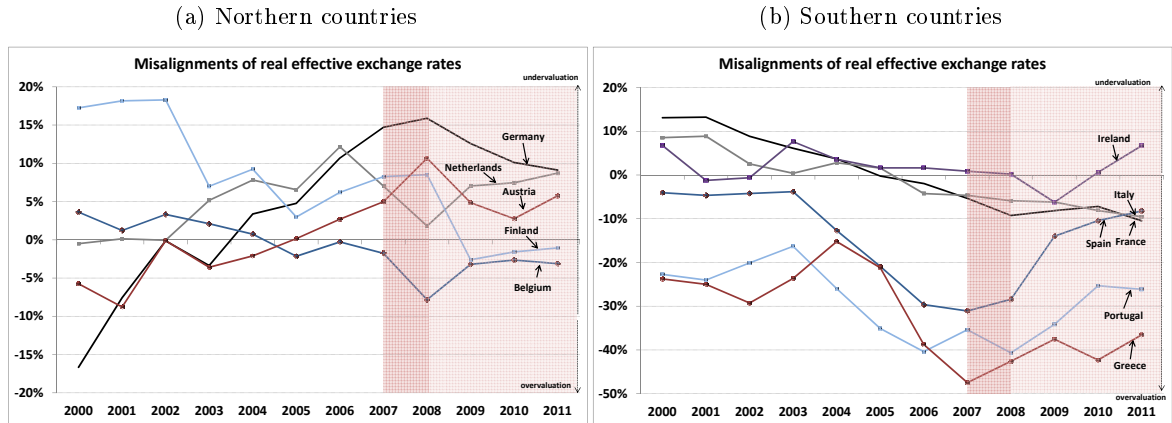 (a) Northern countries
Misalignments of real effective exchange rates
undervaluation
20%
15%
10%
5%
0%
-5%
-10%
-15%
-20%
Germany
Netherlands
Austria
Finland
Belgium
overvaluation
2000 2001 2002 2003 2004 2005 2006 2007 2008 2009 2010 2011
(b) Southern countries
Misalignments of real effective exchange rates
undervaluation
20%
10%
0%
-10%
-20%
-30%
-40%
-50%
Ireland
Italy
Spain France
Portugal
Greece
overvaluation
2000 2001 2002 2003 2004 2005 2006 2007 2008 2009 2010 2011